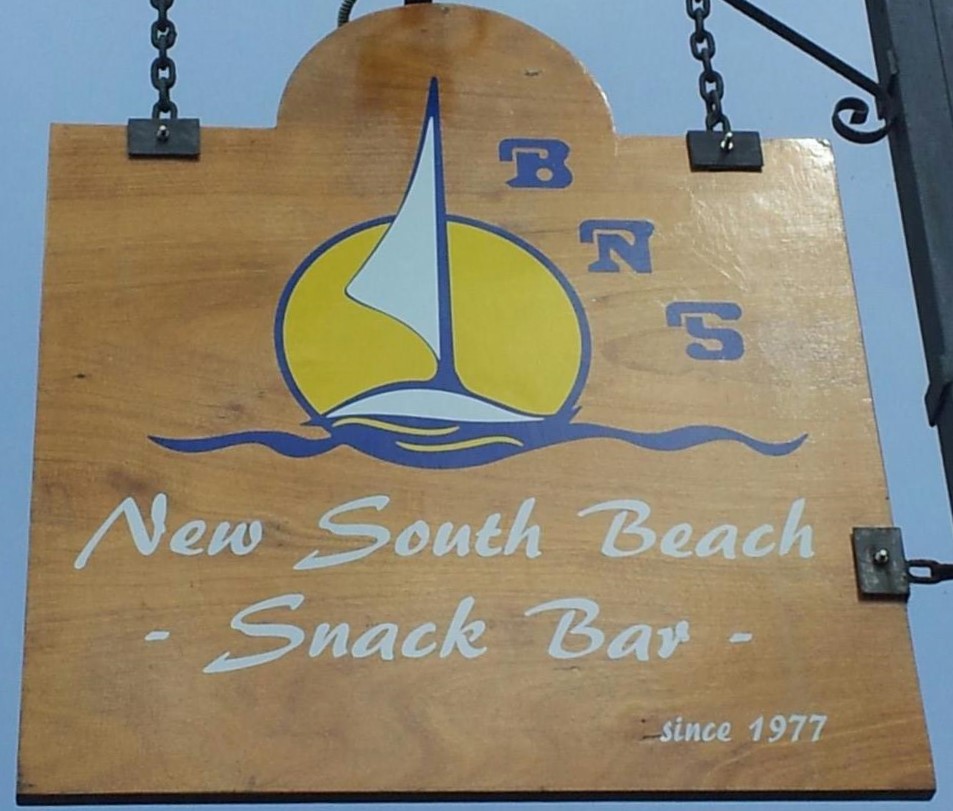 B
N
S
New South Beach
- Snack Bar -
since 1977